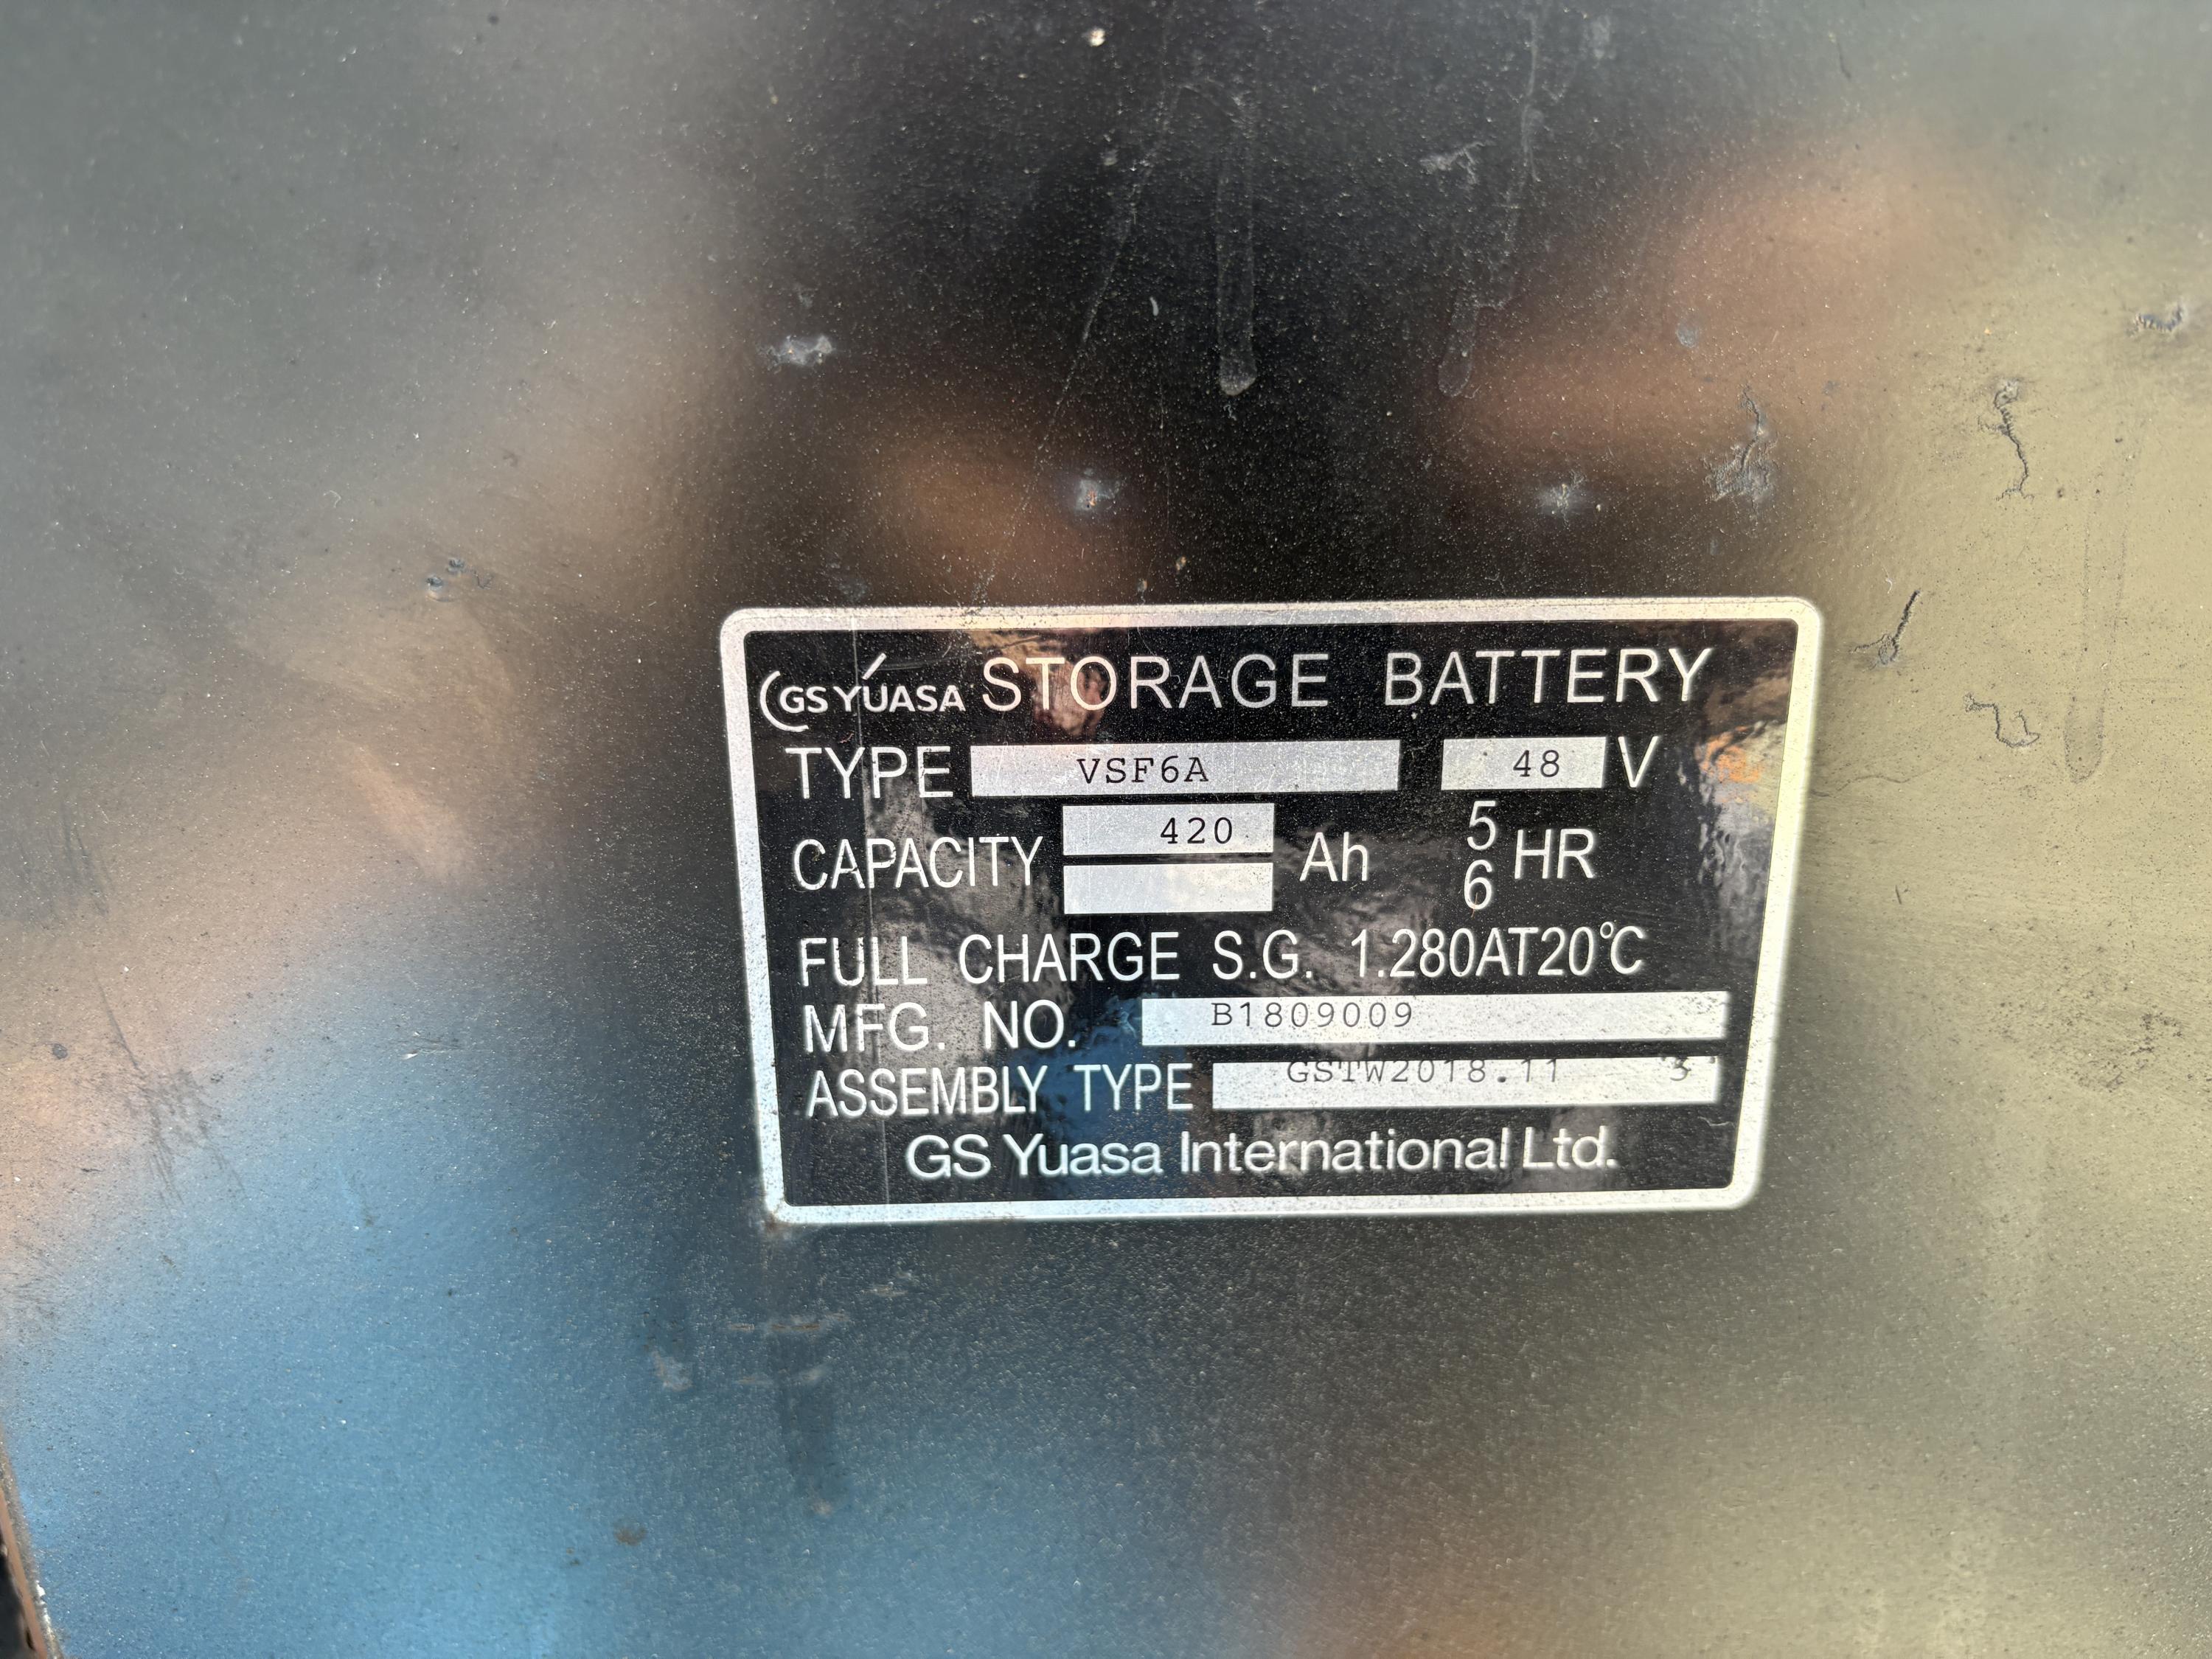 GS YUASA STORAGE BATTERY
TYPE VSF6A 48 V
CAPACITY 420 Ah 5 HR
6
FULL CHARGE S.G. 1.280AT20℃
MFG. NO. B1809009
ASSEMBLY TYPE GSTW2018.11 3
GS Yuasa International Ltd.